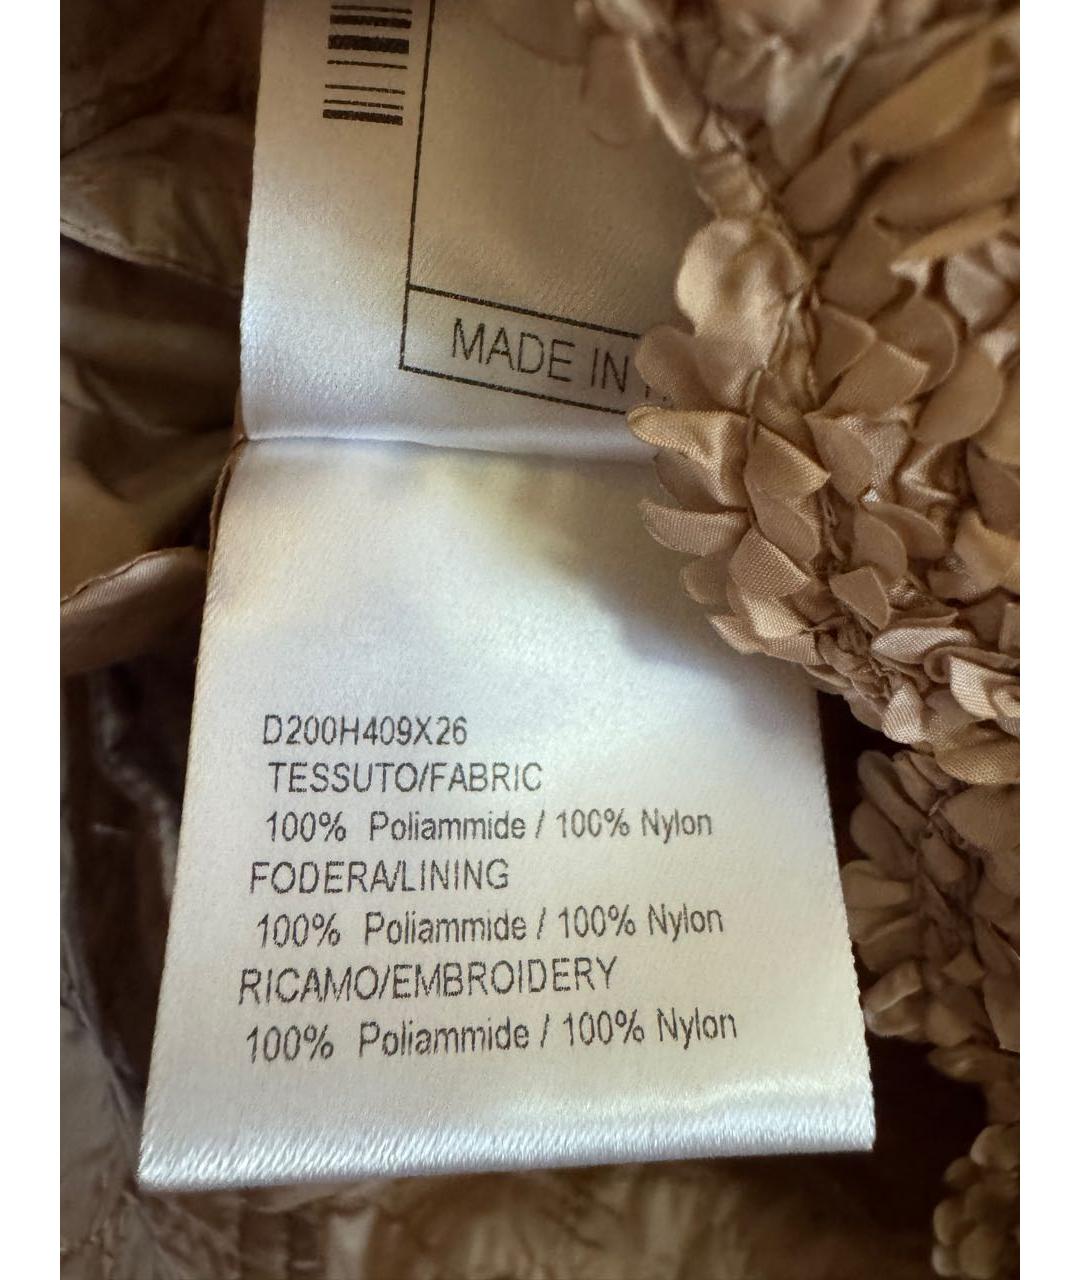 MADE IN
D200H409X26
TESSUTO/FABRIC
100% Poliammide / 100% Nylon
FODERA/LINING
100% Poliammide / 100% Nylon
RICAMO/EMBROIDERY
100% Poliammide / 100% Nylon